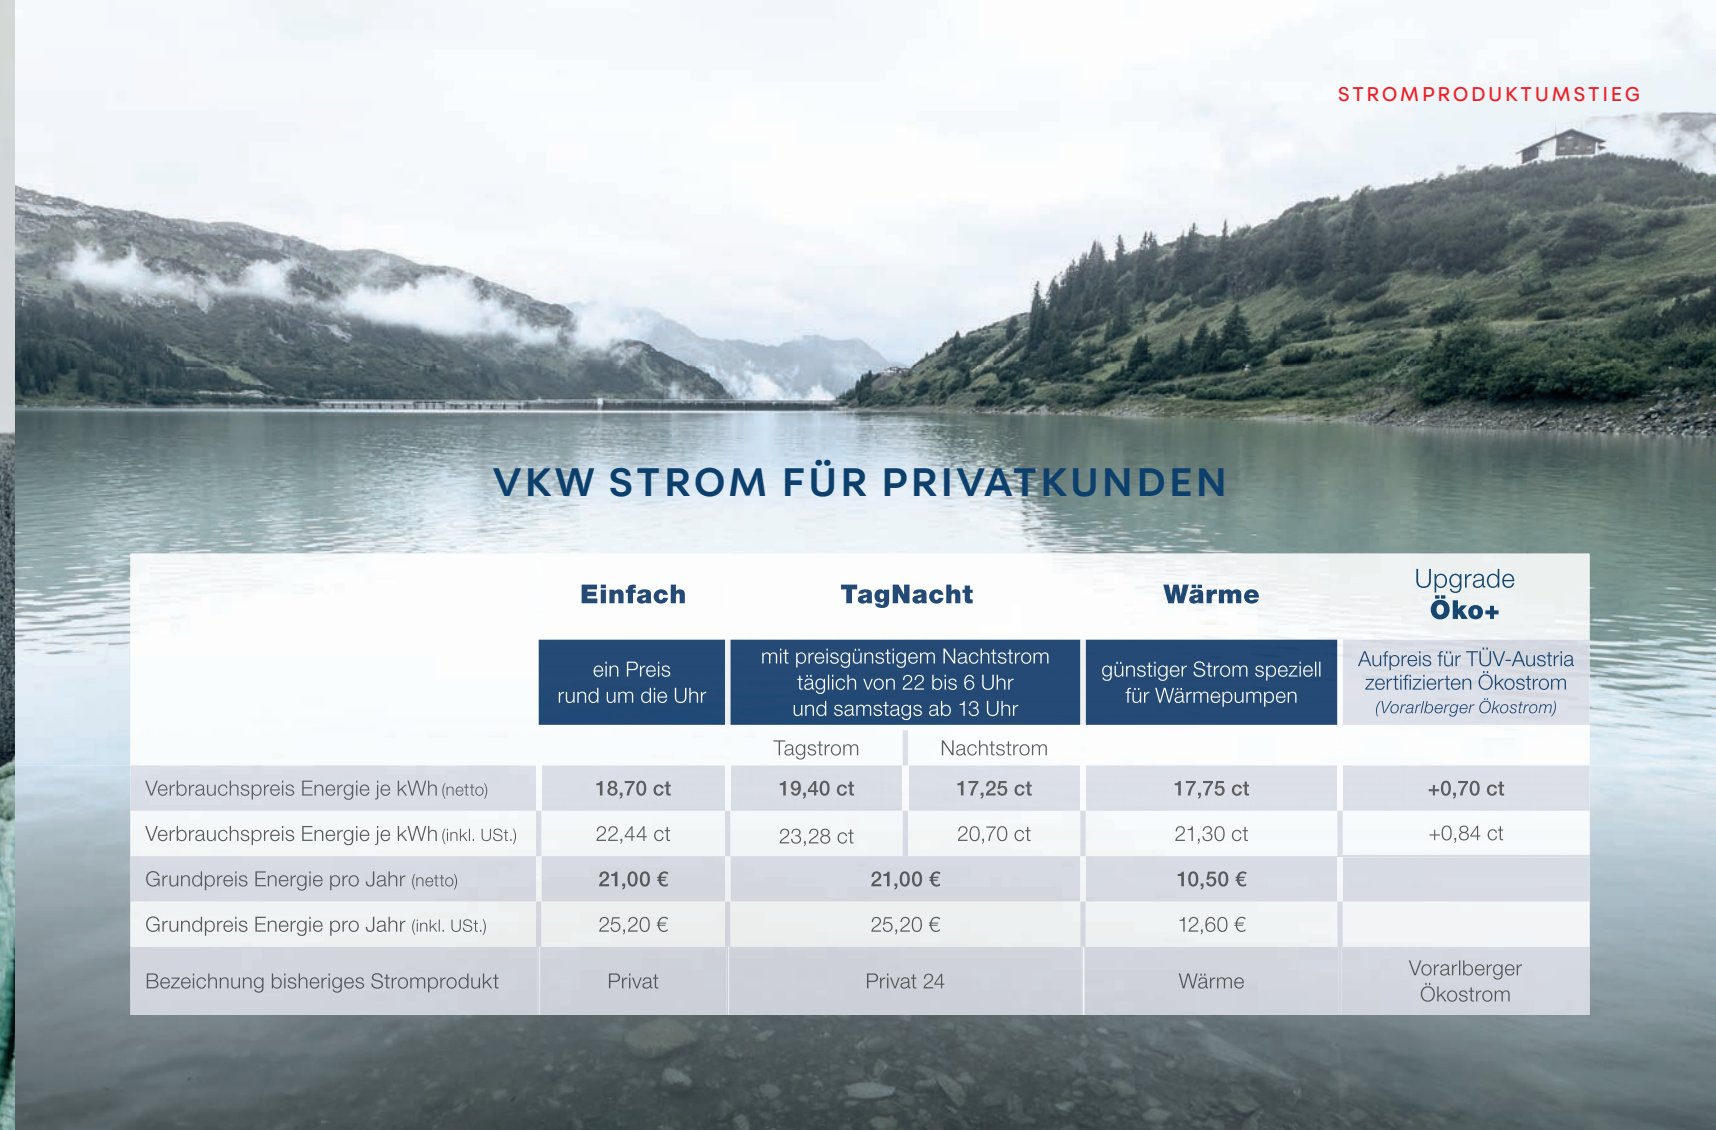 STROMPRODUKTUMSTIEG
VKW STROM FÜR PRIVATKUNDEN
Einfach TagNacht Wärme Upgrade
Öko+
ein Preis
rund um die Uhr
mit preisgünstigem Nachtstrom
täglich von 22 bis 6 Uhr
und samstags ab 13 Uhr
günstiger Strom speziell
für Wärmepumpen
Aufpreis für TÜV-Austria
zertifizierten Ökostrom
(Vorarlberger Ökostrom)
Tagstrom Nachtstrom
Verbrauchspreis Energie je kWh (netto) 18,70 ct 19,40 ct 17,25 ct 17,75 ct +0,70 ct
Verbrauchspreis Energie je kWh (inkl. USt.) 22,44 ct 23,28 ct 20,70 ct 21,30 ct +0,84 ct
Grundpreis Energie pro Jahr (netto) 21,00 € 21,00 € 10,50 €
Grundpreis Energie pro Jahr (inkl. USt.) 25,20 € 25,20 € 12,60 €
Bezeichnung bisheriges Stromprodukt Privat Privat 24 Wärme Vorarlberger
Ökostrom